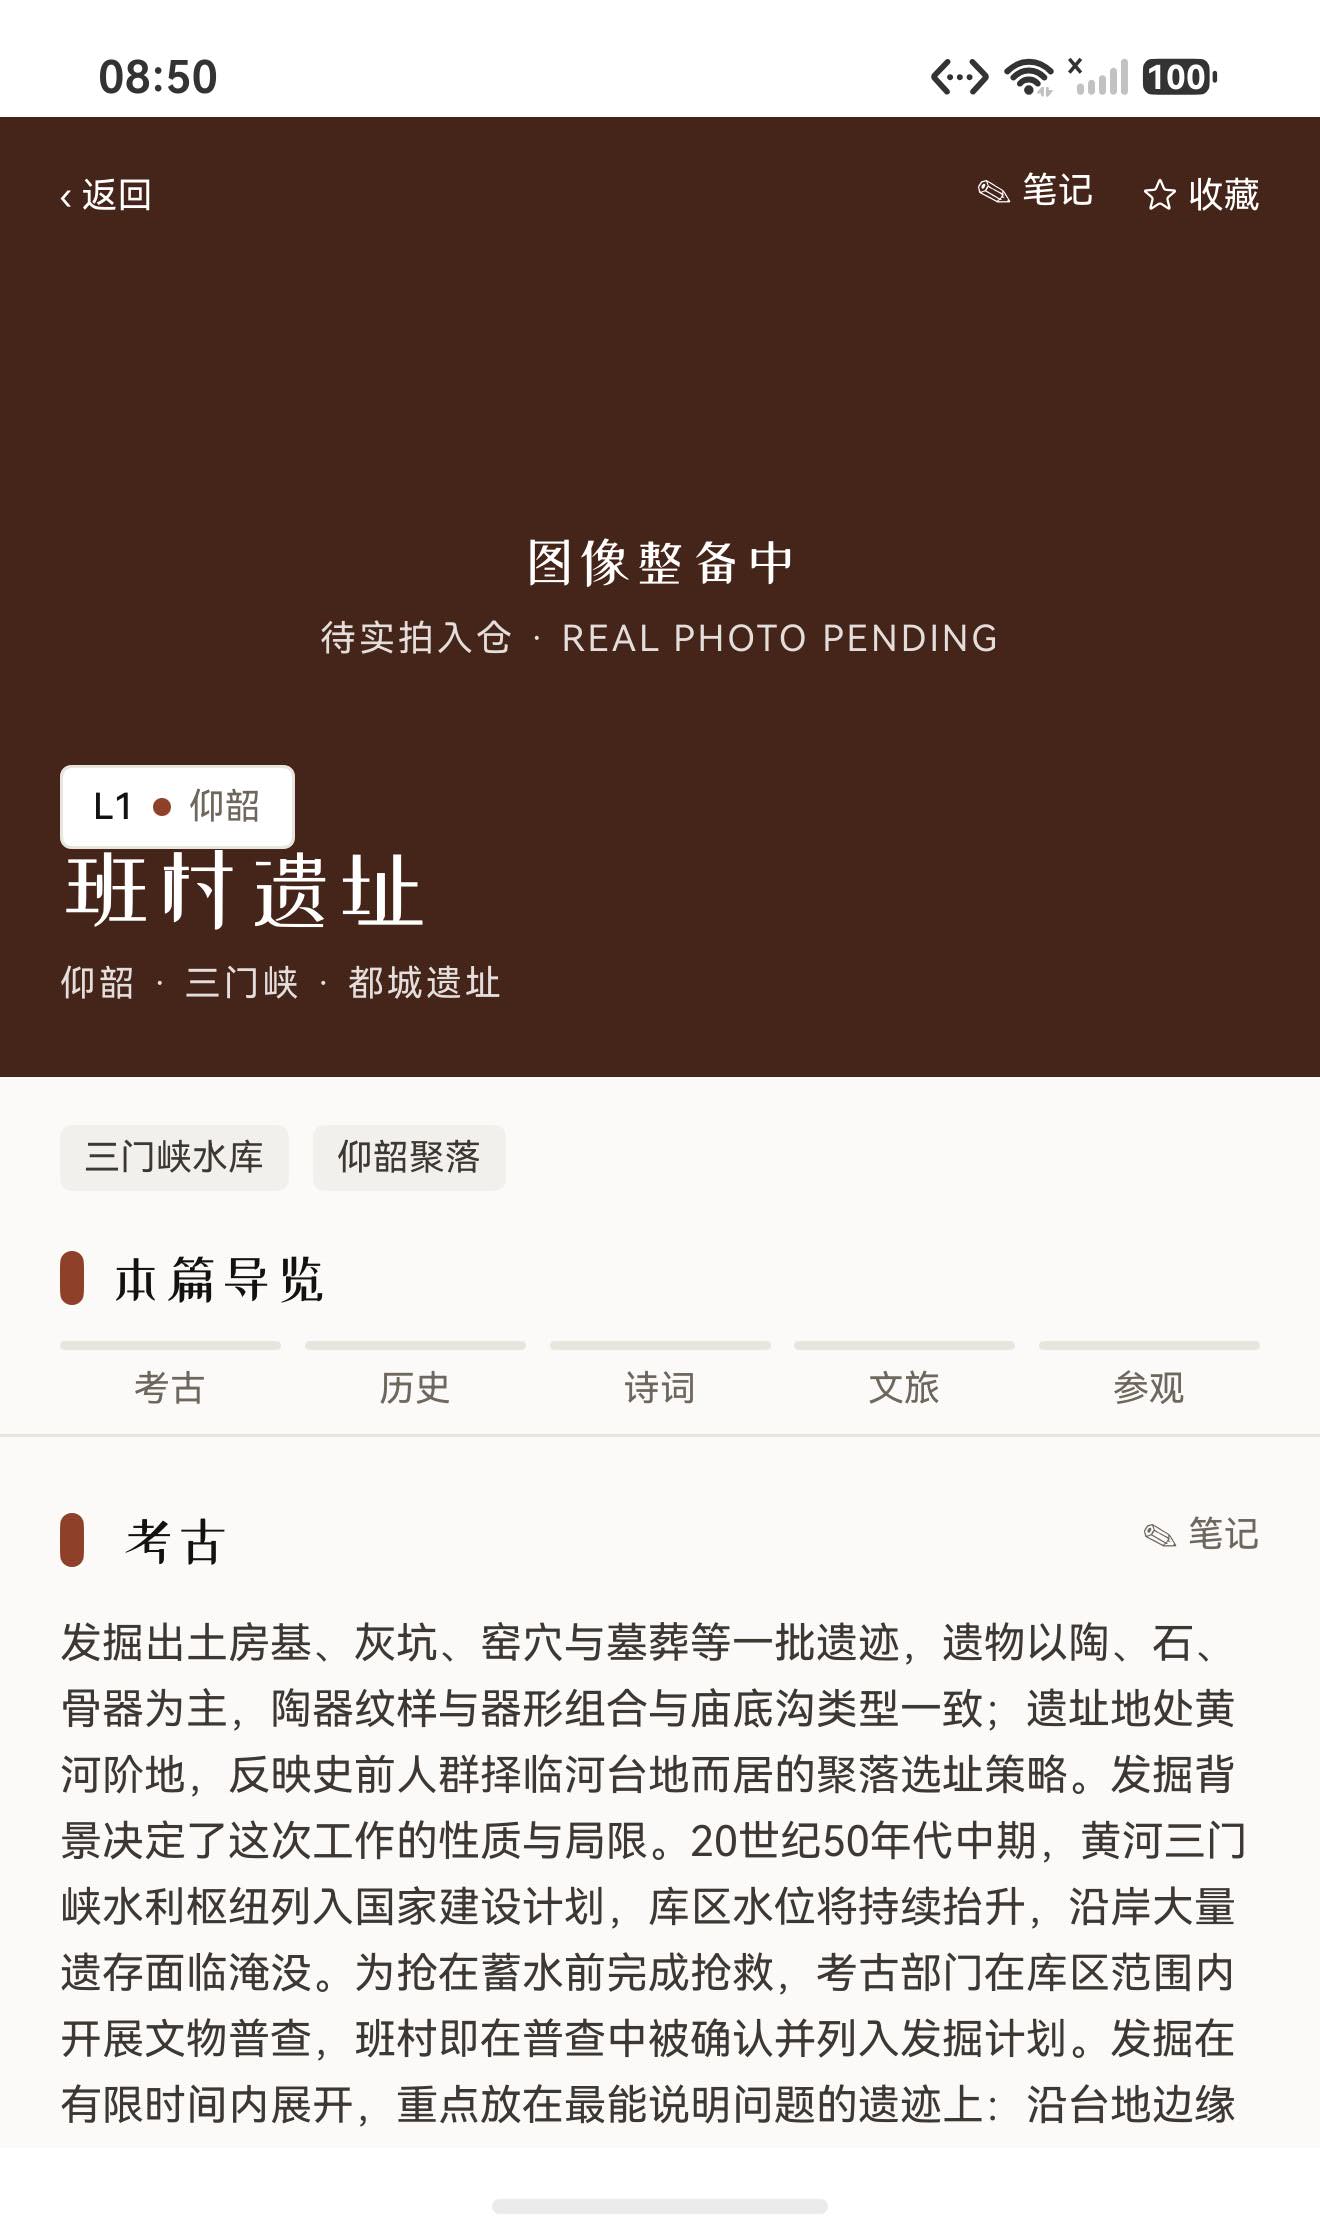 08:50
100
‹ 返回
✎ 笔记
☆ 收藏
图像整备中
待实拍入仓 · REAL PHOTO PENDING
L1 ● 仰韶
班村遗址
仰韶 · 三门峡 · 都城遗址
三门峡水库
仰韶聚落
本篇导览
考古
历史
诗词
文旅
参观
考古
✎ 笔记
发掘出土房基、灰坑、窑穴与墓葬等一批遗迹，遗物以陶、石、
骨器为主，陶器纹样与器形组合与庙底沟类型一致；遗址地处黄
河阶地，反映史前人群择临河台地而居的聚落选址策略。发掘背
景决定了这次工作的性质与局限。20世纪50年代中期，黄河三门
峡水利枢纽列入国家建设计划，库区水位将持续抬升，沿岸大量
遗存面临淹没。为抢在蓄水前完成抢救，考古部门在库区范围内
开展文物普查，班村即在普查中被确认并列入发掘计划。发掘在
有限时间内展开，重点放在最能说明问题的遗迹上：沿台地边缘